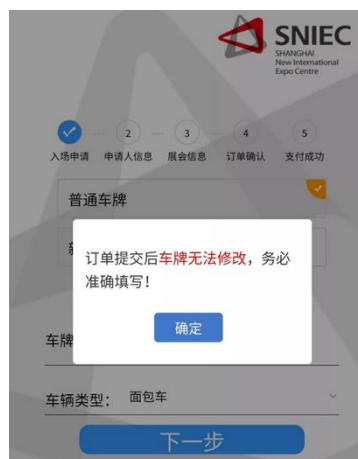 SNIEC
SHANGHAI
New International
Expo Centre
2
3
4
5
入场申请 申请人信息 展会信息 订单确认 支付成功
普通车牌
订单提交后车牌无法修改，务必
准确填写！
确定
车牌
车辆类型： 面包车
下一步